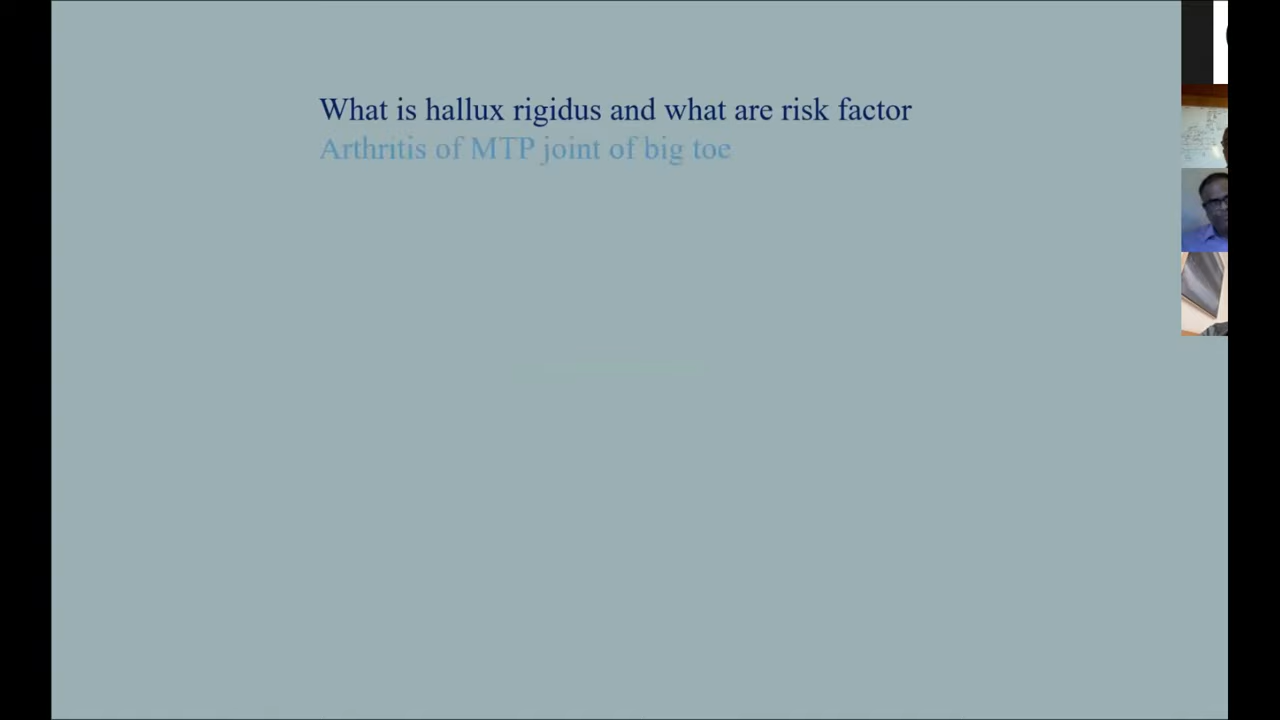 What is hallux rigidus and what are risk factor
Arthritis of MTP joint of big toe